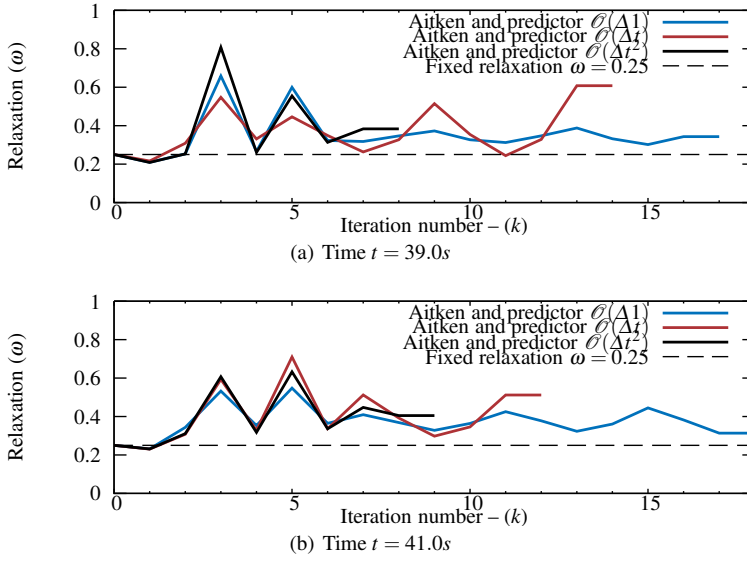 1
0.8
0.6
0.4
0.2
0
Relaxation (ω)
Aitken and predictor 𝒪(Δ1)
Aitken and predictor 𝒪(Δt)
Aitken and predictor 𝒪(Δt²)
Fixed relaxation ω = 0.25
0 5 10 15
Iteration number – (k)
(a) Time t = 39.0s
1
0.8
0.6
0.4
0.2
0
Relaxation (ω)
Aitken and predictor 𝒪(Δ1)
Aitken and predictor 𝒪(Δt)
Aitken and predictor 𝒪(Δt²)
Fixed relaxation ω = 0.25
0 5 10 15
Iteration number – (k)
(b) Time t = 41.0s